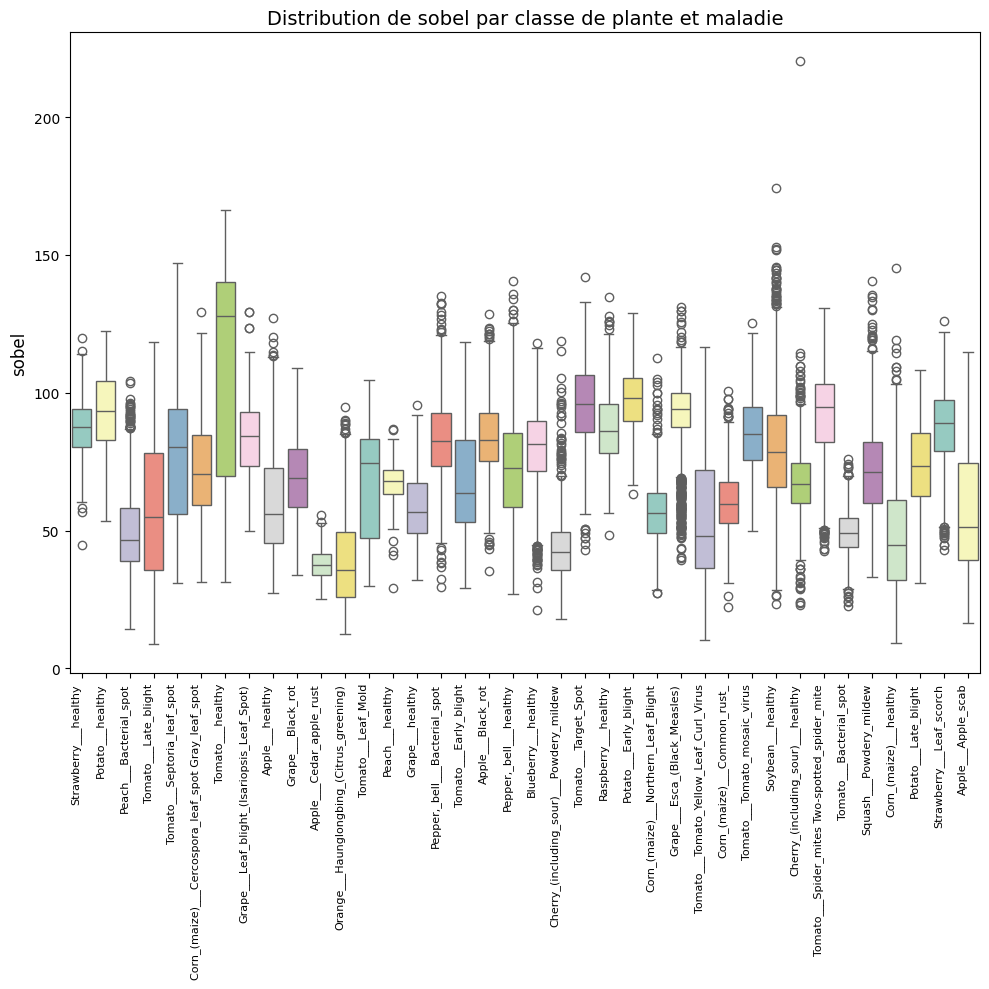 Distribution de sobel par classe de plante et maladie
sobel
200
150
100
50
0
Strawberry___healthy
Potato___healthy
Peach___Bacterial_spot
Tomato___Late_blight
Tomato___Septoria_leaf_spot
Corn_(maize)___Cercospora_leaf_spot Gray_leaf_spot
Tomato___healthy
Grape___Leaf_blight_(Isariopsis_Leaf_Spot)
Apple___healthy
Grape___Black_rot
Apple___Cedar_apple_rust
Orange___Haunglongbing_(Citrus_greening)
Tomato___Leaf_Mold
Peach___healthy
Grape___healthy
Pepper,_bell___Bacterial_spot
Tomato___Early_blight
Apple___Black_rot
Pepper,_bell___healthy
Blueberry___healthy
Cherry_(including_sour)___Powdery_mildew
Tomato___Target_Spot
Raspberry___healthy
Potato___Early_blight
Corn_(maize)___Northern_Leaf_Blight
Grape___Esca_(Black_Measles)
Tomato___Tomato_Yellow_Leaf_Curl_Virus
Corn_(maize)___Common_rust_
Tomato___Tomato_mosaic_virus
Soybean___healthy
Cherry_(including_sour)___healthy
Tomato___Spider_mites Two-spotted_spider_mite
Tomato___Bacterial_spot
Squash___Powdery_mildew
Corn_(maize)___healthy
Potato___Late_blight
Strawberry___Leaf_scorch
Apple___Apple_scab